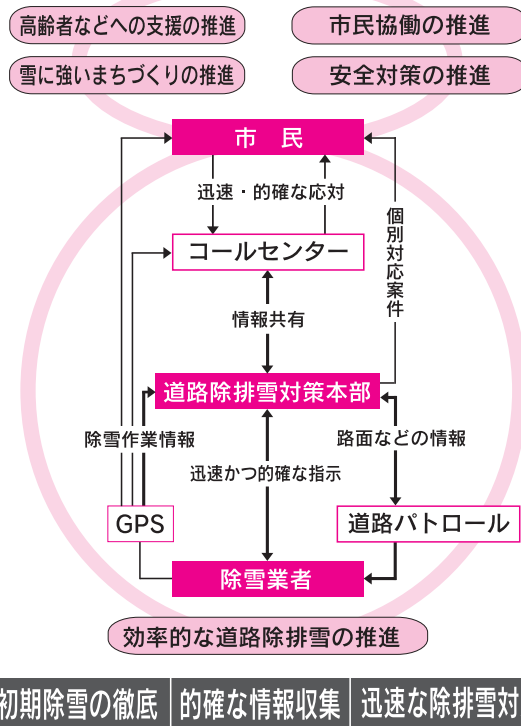 高齢者などへの支援の推進
市民協働の推進
雪に強いまちづくりの推進
安全対策の推進
市民
迅速・的確な応対
個別対応案件
コールセンター
情報共有
道路除排雪対策本部
除雪作業情報
路面などの情報
迅速かつ的確な指示
GPS
道路パトロール
除雪業者
効率的な道路除排雪の推進
初期除雪の徹底
的確な情報収集
迅速な除排雪対